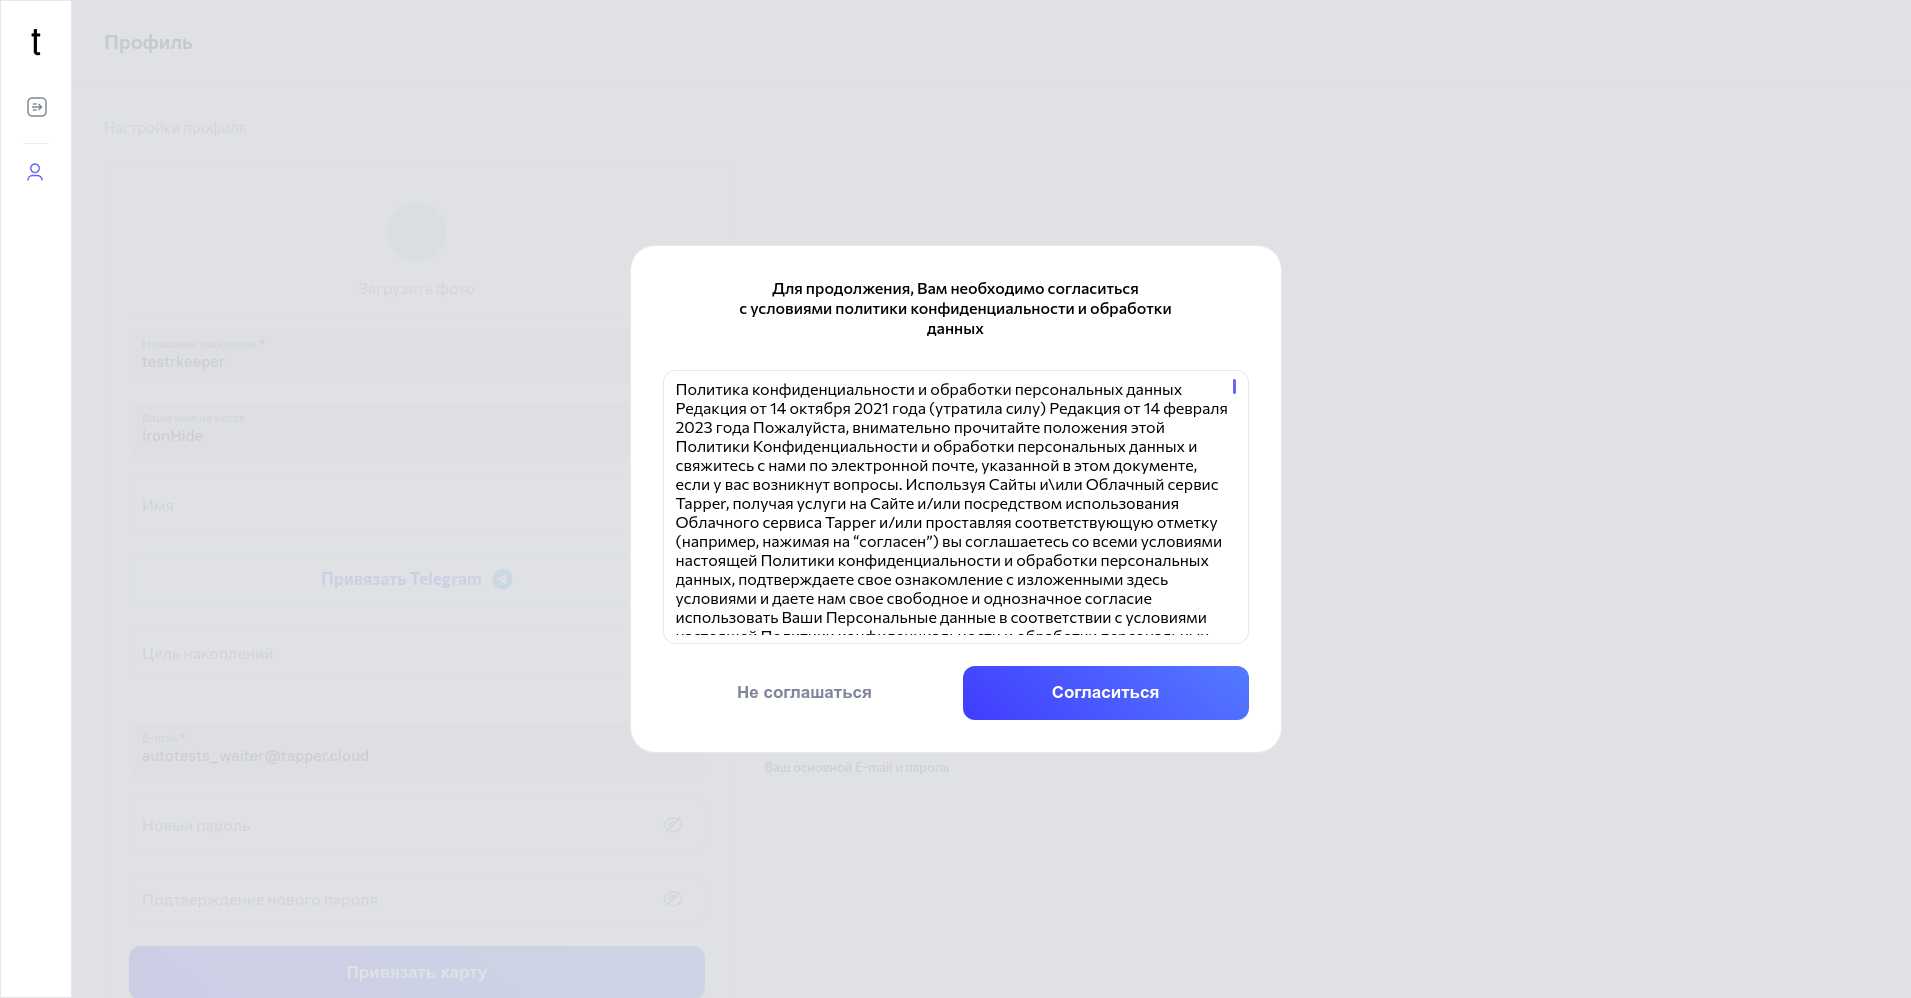 t
Профиль
Настройки профиля
Загрузить фото
Название заведения *
testrkeeper
Ваше имя на кассе
IronHide
Имя
Привязать Telegram
Цель накоплений
E-mail *
autotests_waiter@tapper.cloud
Новый пароль
Подтверждение нового пароля
Привязать карту
Ваш основной E-mail и пароль
Для продолжения, Вам необходимо согласиться
с условиями политики конфиденциальности и обработки
данных
Политика конфиденциальности и обработки персональных данных
Редакция от 14 октября 2021 года (утратила силу) Редакция от 14 февраля
2023 года Пожалуйста, внимательно прочитайте положения этой
Политики Конфиденциальности и обработки персональных данных и
свяжитесь с нами по электронной почте, указанной в этом документе,
если у вас возникнут вопросы. Используя Сайты и\или Облачный сервис
Tapper, получая услуги на Сайте и/или посредством использования
Облачного сервиса Tapper и/или проставляя соответствующую отметку
(например, нажимая на “согласен”) вы соглашаетесь со всеми условиями
настоящей Политики конфиденциальности и обработки персональных
данных, подтверждаете свое ознакомление с изложенными здесь
условиями и даете нам свое свободное и однозначное согласие
использовать Ваши Персональные данные в соответствии с условиями
настоящей Политики конфиденциальности и обработки персональных
Не соглашаться
Согласиться